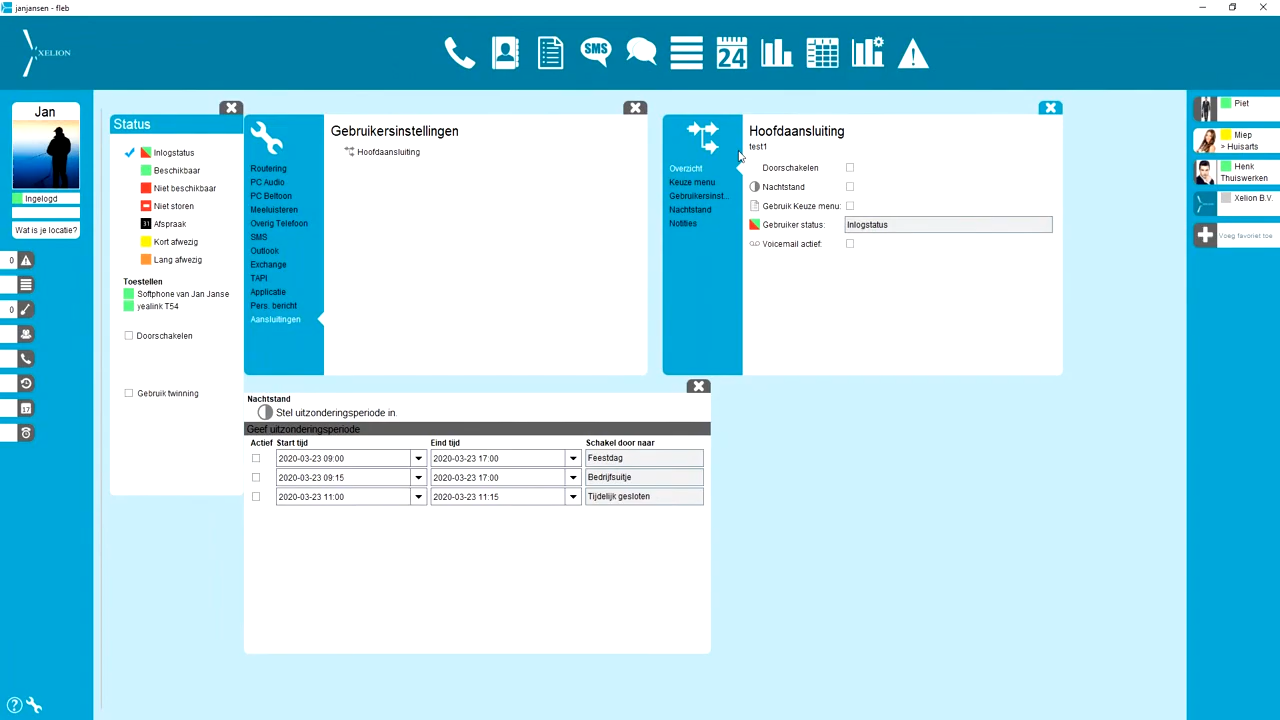 janjansen - fleb
XELION
SMS
24
Jan
Ingelogd
Wat is je locatie?
0
0
17
Status
Inlogstatus
Beschikbaar
Niet beschikbaar
Niet storen
31 Afspraak
Kort afwezig
Lang afwezig
Toestellen
Softphone van Jan Janse
yealink T54
Doorschakelen
Gebruik twinning
Gebruikersinstellingen
Hoofdaansluiting
Routering
PC Audio
PC Beltoon
Meeluisteren
Overig Telefoon
SMS
Outlook
Exchange
TAPI
Applicatie
Pers. bericht
Aansluitingen
Hoofdaansluiting
test1
Overzicht
Keuze menu
Gebruikersinst...
Nachtstand
Notities
Doorschakelen
Nachtstand
Gebruik Keuze menu:
Gebruiker status: Inlogstatus
Voicemail actief:
Nachtstand
Stel uitzonderingsperiode in.
Geef uitzonderingsperiode
Actief Start tijd Eind tijd Schakel door naar
2020-03-23 09:00 2020-03-23 17:00 Feestdag
2020-03-23 09:15 2020-03-23 17:00 Bedrijfsuitje
2020-03-23 11:00 2020-03-23 11:15 Tijdelijk gesloten
Piet
Miep
> Huisarts
Henk
Thuiswerken
Xelion B.V.
Voeg favoriet toe